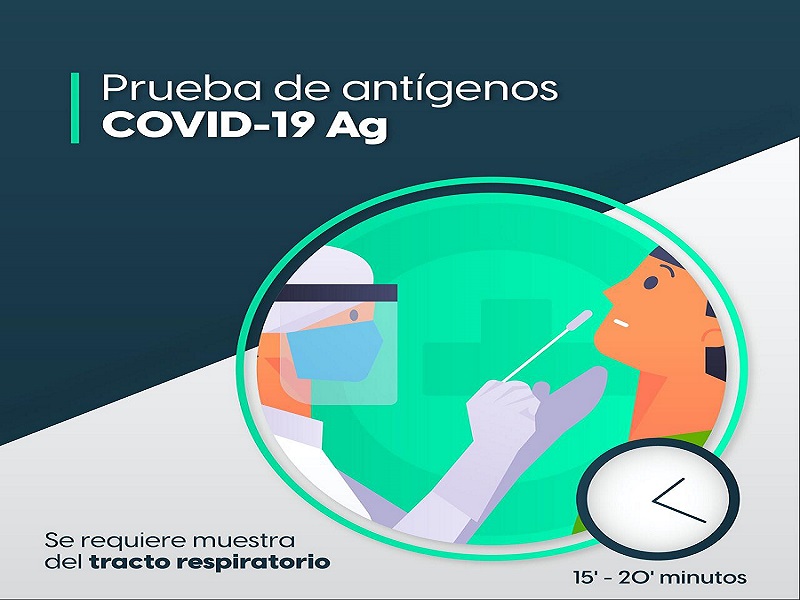 Prueba de antígenos
COVID-19 Ag
Se requiere muestra
del tracto respiratorio
15' - 20' minutos